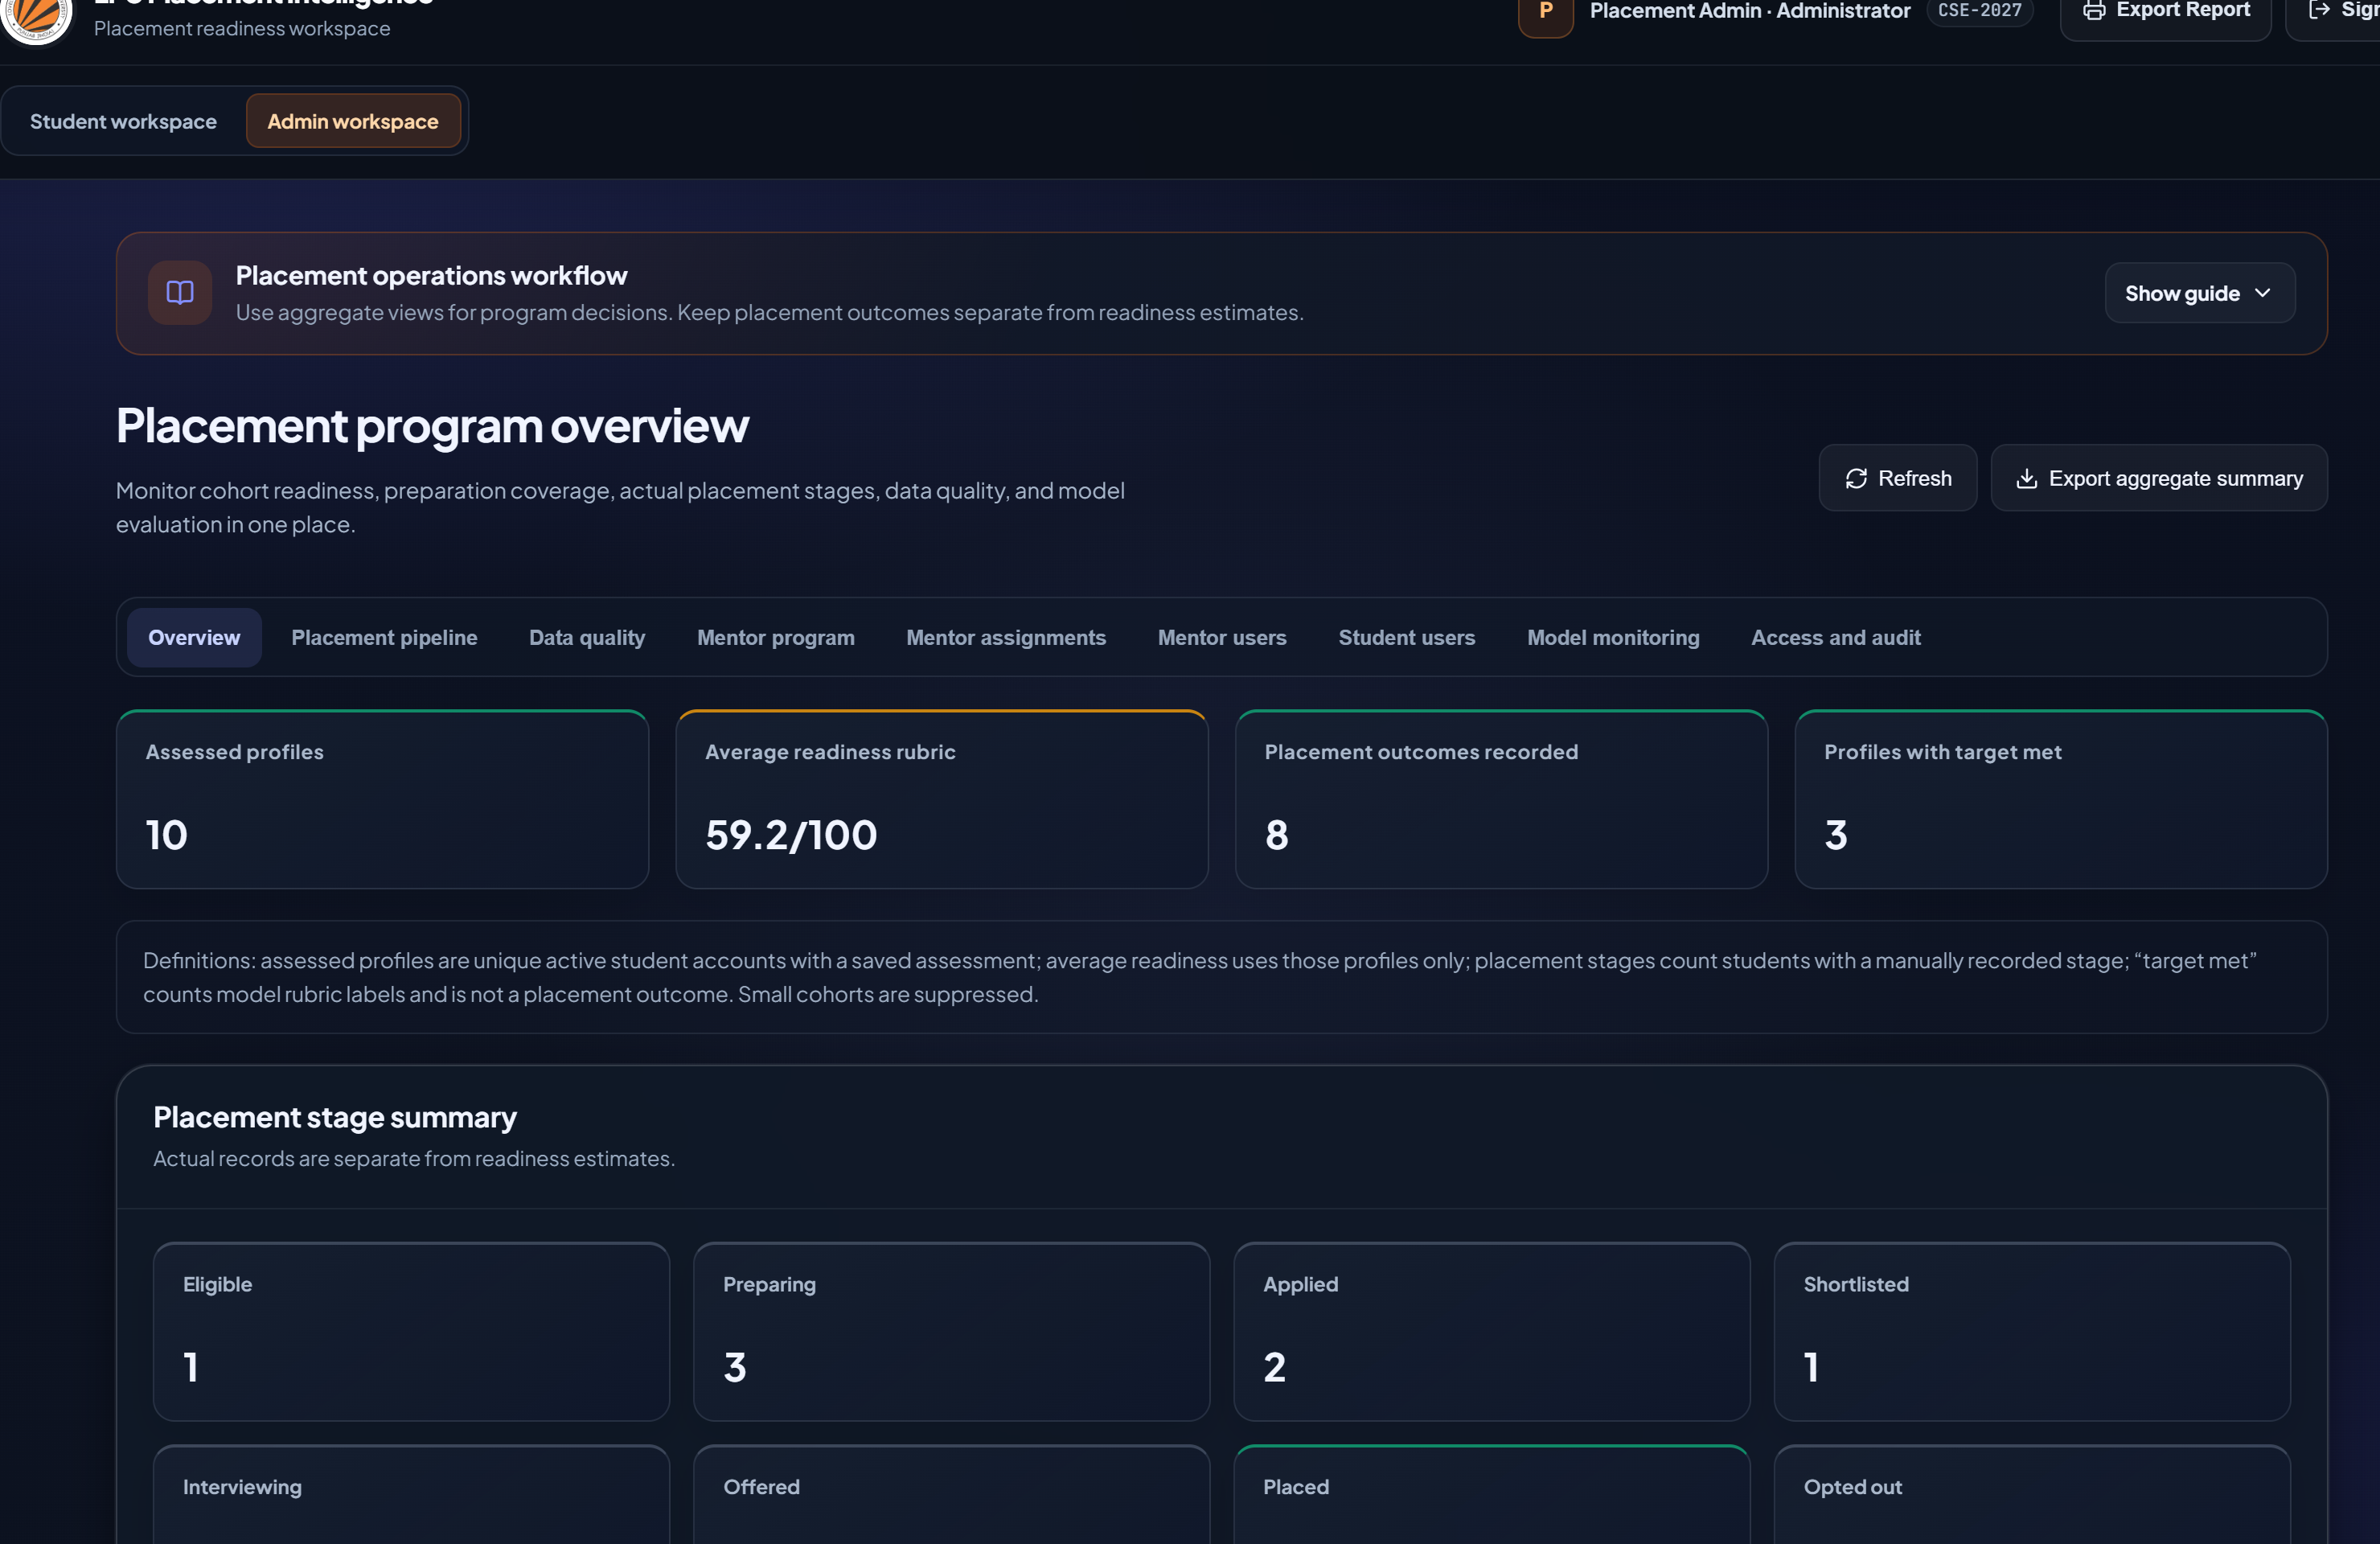 Placement readiness workspace
P
Placement Admin · Administrator
CSE-2027
Export Report
Student workspace
Admin workspace
Placement operations workflow
Use aggregate views for program decisions. Keep placement outcomes separate from readiness estimates.
Show guide
Placement program overview
Monitor cohort readiness, preparation coverage, actual placement stages, data quality, and model
evaluation in one place.
Refresh
Export aggregate summary
Overview
Placement pipeline
Data quality
Mentor program
Mentor assignments
Mentor users
Student users
Model monitoring
Access and audit
Assessed profiles
10
Average readiness rubric
59.2/100
Placement outcomes recorded
8
Profiles with target met
3
Definitions: assessed profiles are unique active student accounts with a saved assessment; average readiness uses those profiles only; placement stages count students with a manually recorded stage; “target met”
counts model rubric labels and is not a placement outcome. Small cohorts are suppressed.
Placement stage summary
Actual records are separate from readiness estimates.
Eligible
1
Preparing
3
Applied
2
Shortlisted
1
Interviewing
Offered
Placed
Opted out